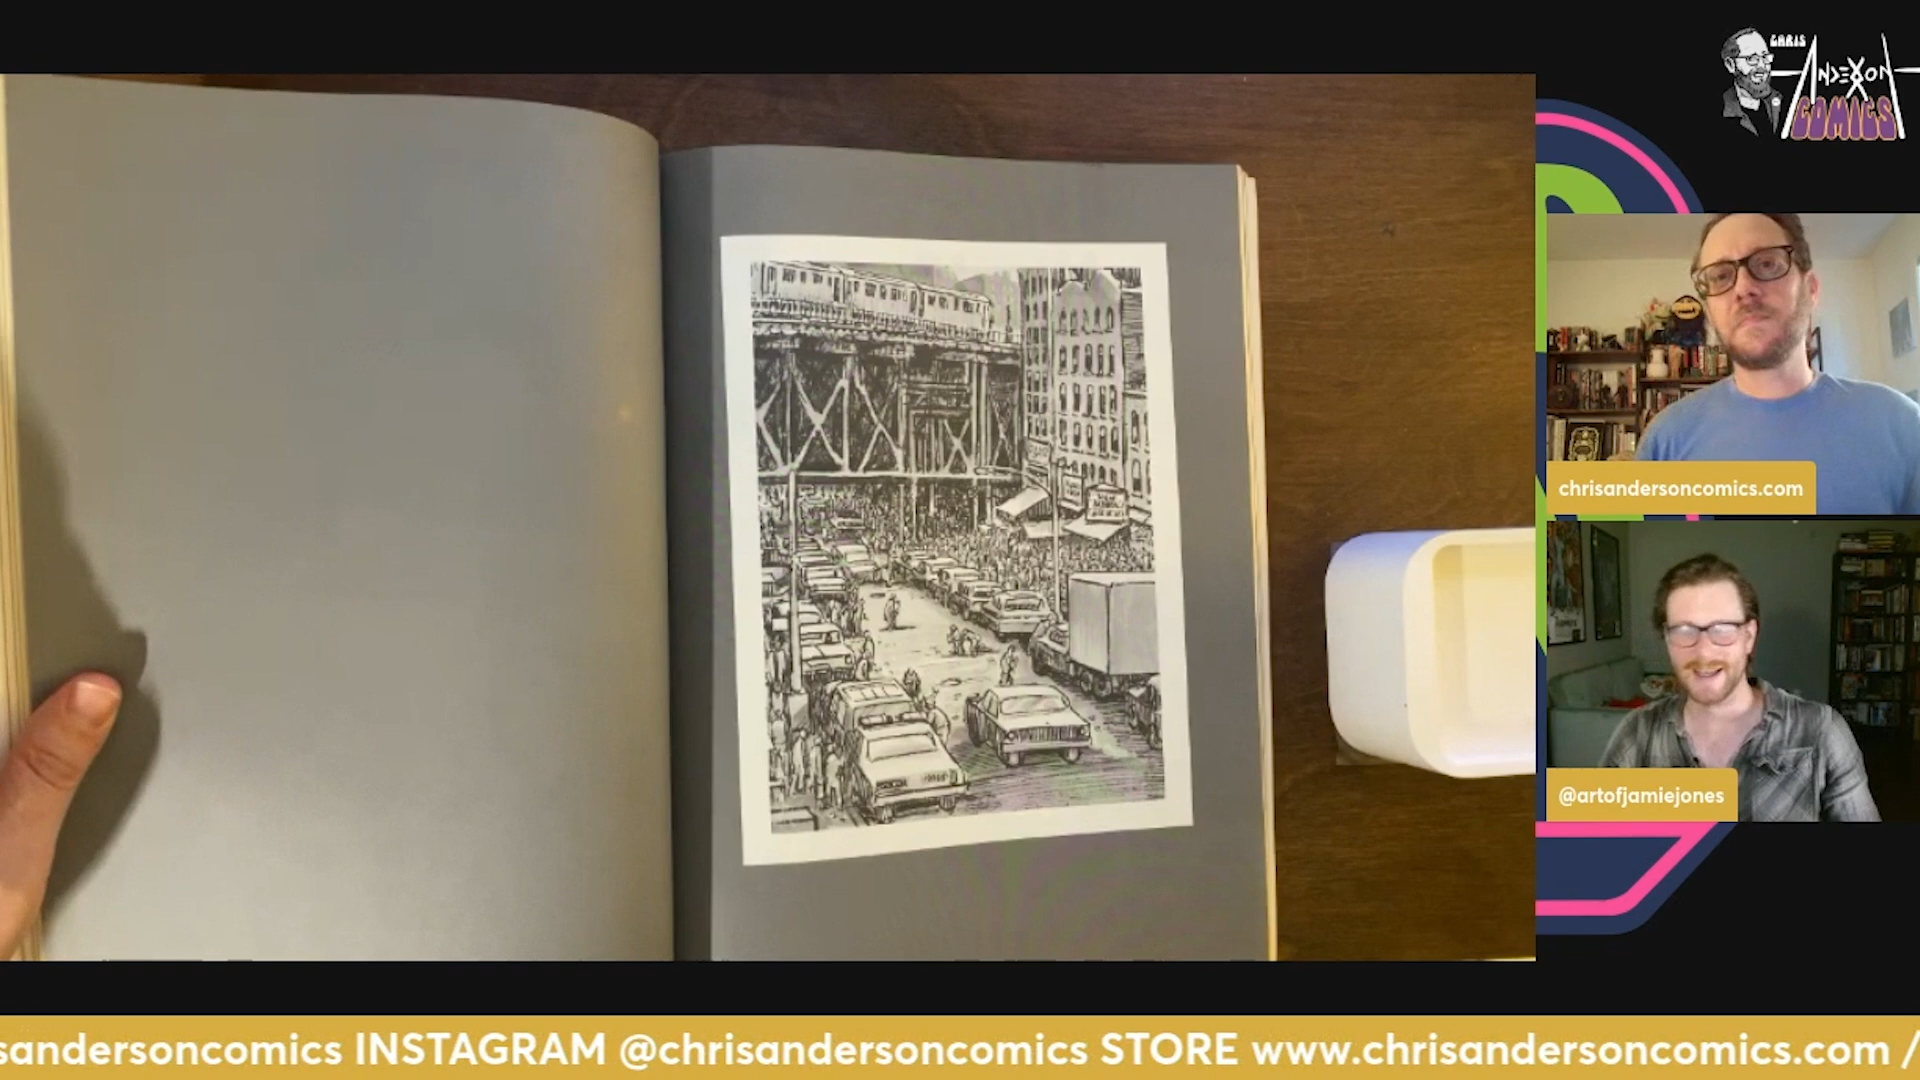 CHRIS
ANDERSON
COMICS
chrisandersoncomics.com
@artofjamiejones
sandersoncomics INSTAGRAM @chrisandersoncomics STORE www.chrisandersoncomics.com /